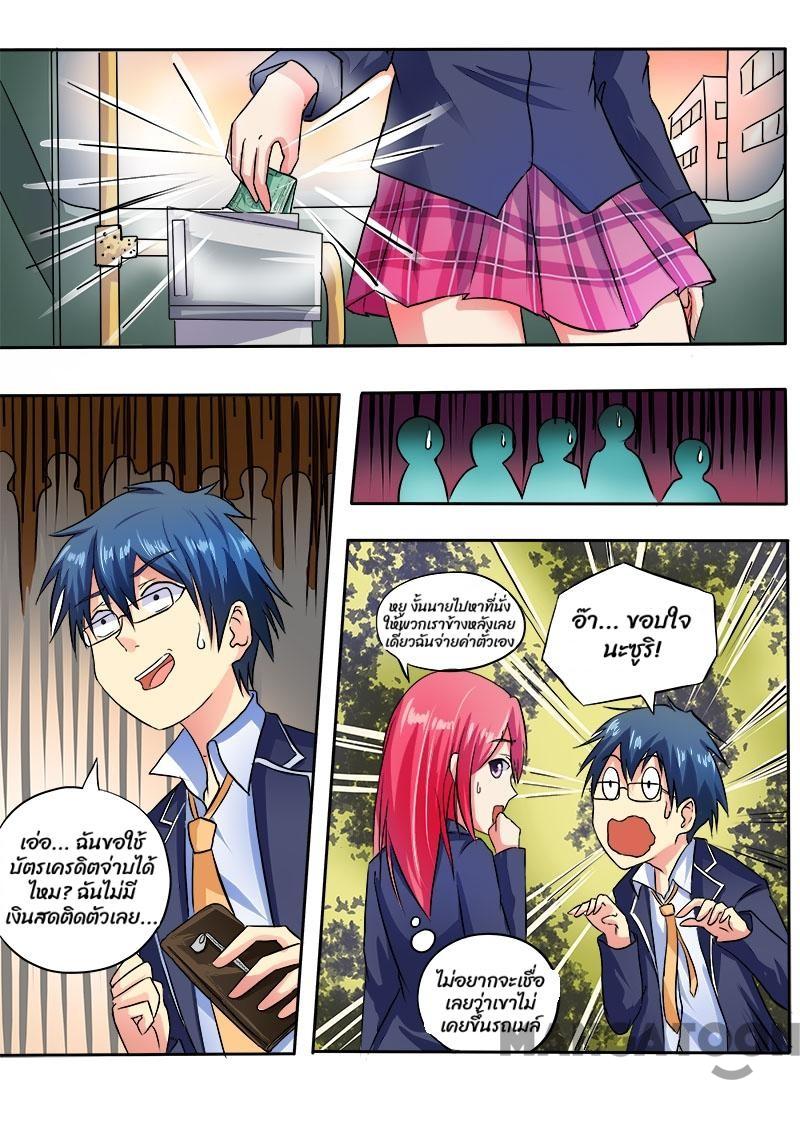 เอ่อ... ฉันขอใช้
บัตรเครดิตจ่าบได้
ไหม? ฉันไม่มี
เงินสดติดตัวเลย...
หยู งั้นนายไปหาที่นั่ง
ให้พวกเราข้างหลังเลย
เดี๋ยวฉันจ่ายค่าตั๋วเอง
อ๊า... ขอบใจ
นะซูริ!
ไม่อยากจะเชื่อ
เลยว่าเขาไม่
เคยขึ้นรถเมล์
MANGATOON